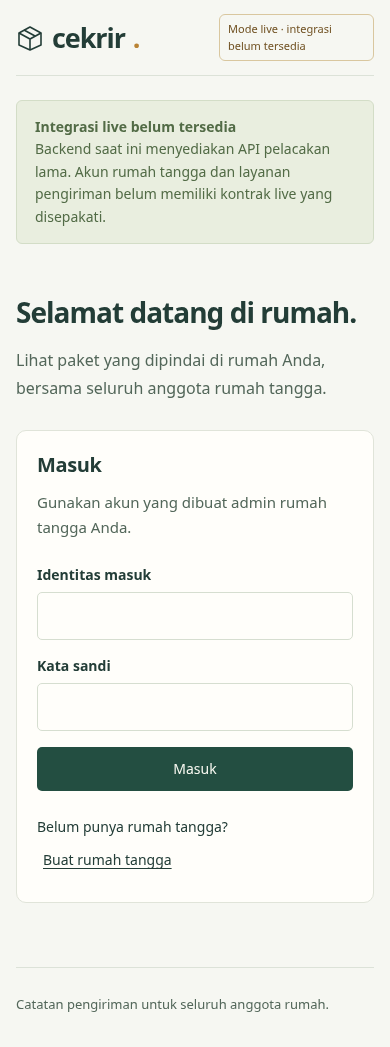 cekrir .
Mode live · integrasi
belum tersedia
Integrasi live belum tersedia
Backend saat ini menyediakan API pelacakan
lama. Akun rumah tangga dan layanan
pengiriman belum memiliki kontrak live yang
disepakati.
Selamat datang di rumah.
Lihat paket yang dipindai di rumah Anda,
bersama seluruh anggota rumah tangga.
Masuk
Gunakan akun yang dibuat admin rumah
tangga Anda.
Identitas masuk
Kata sandi
Masuk
Belum punya rumah tangga?
Buat rumah tangga
Catatan pengiriman untuk seluruh anggota rumah.